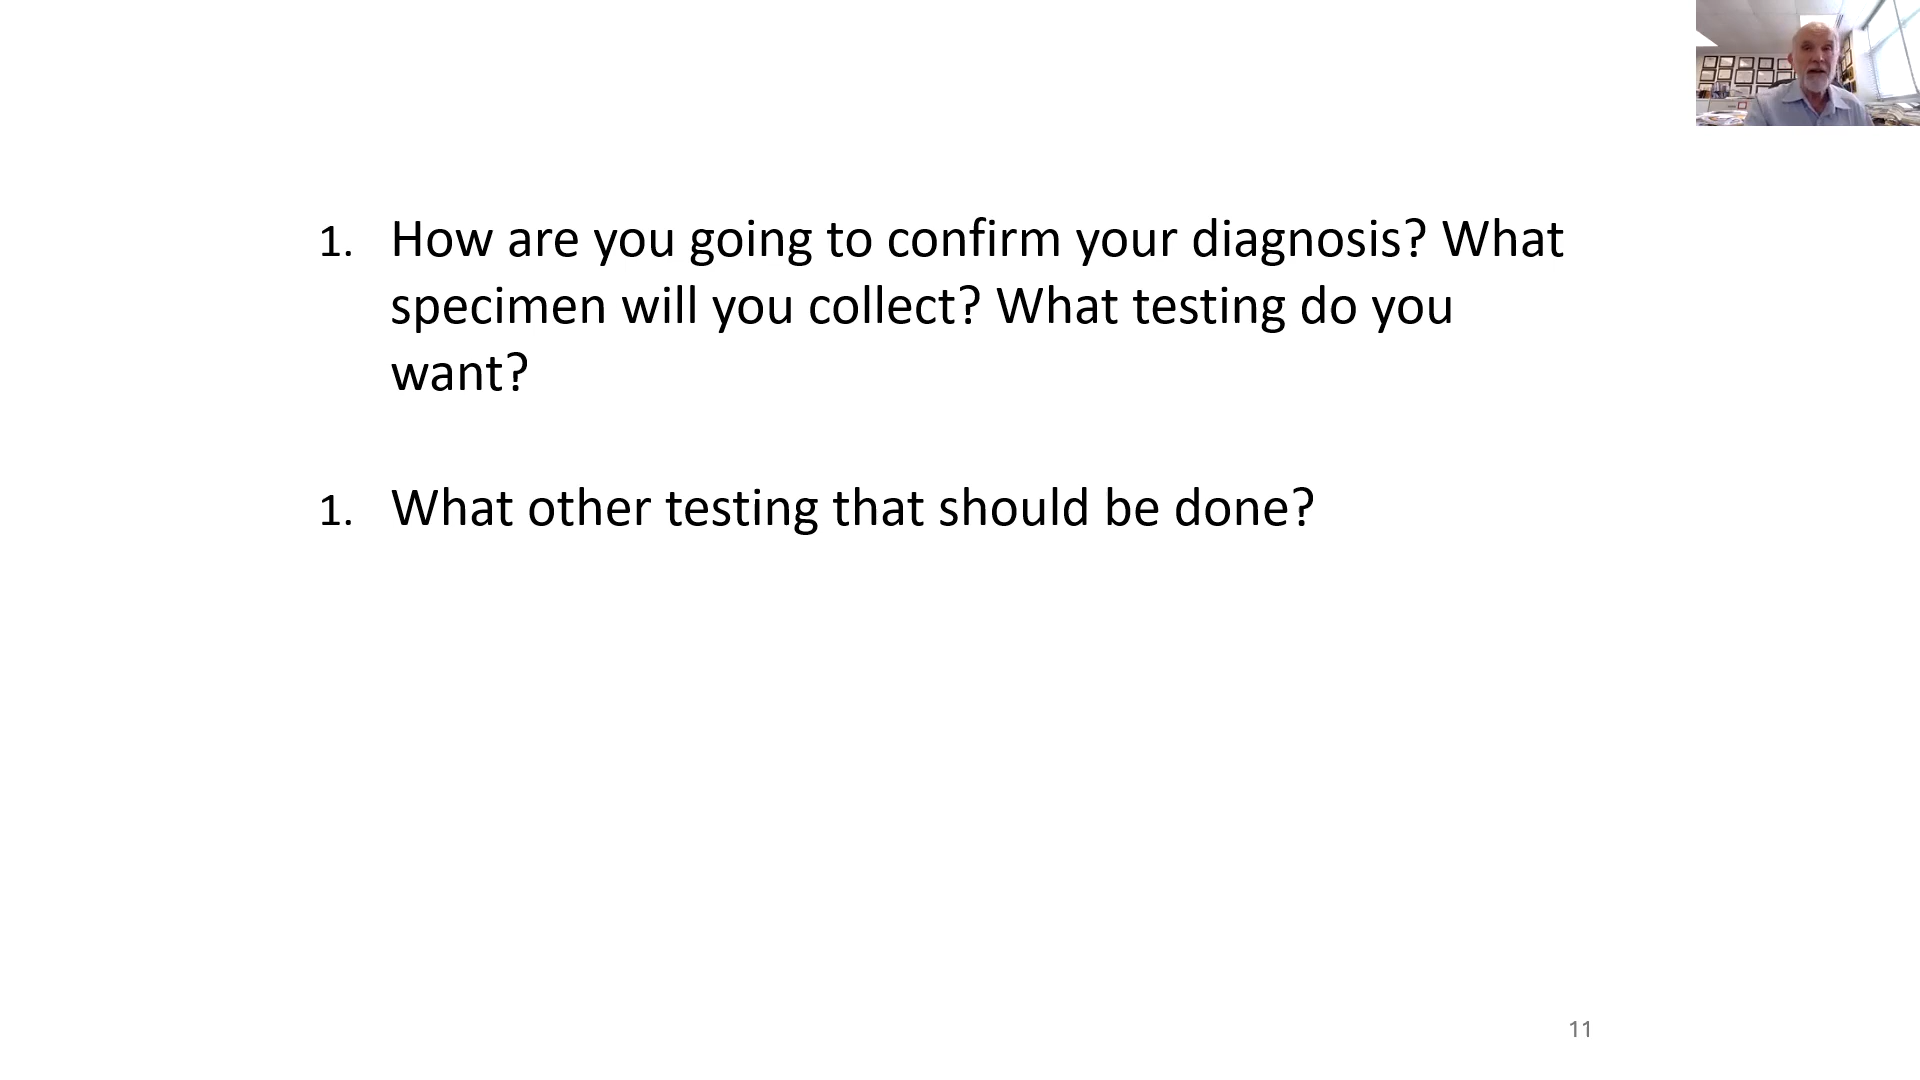 1. How are you going to confirm your diagnosis? What
specimen will you collect? What testing do you
want?
1. What other testing that should be done?
11